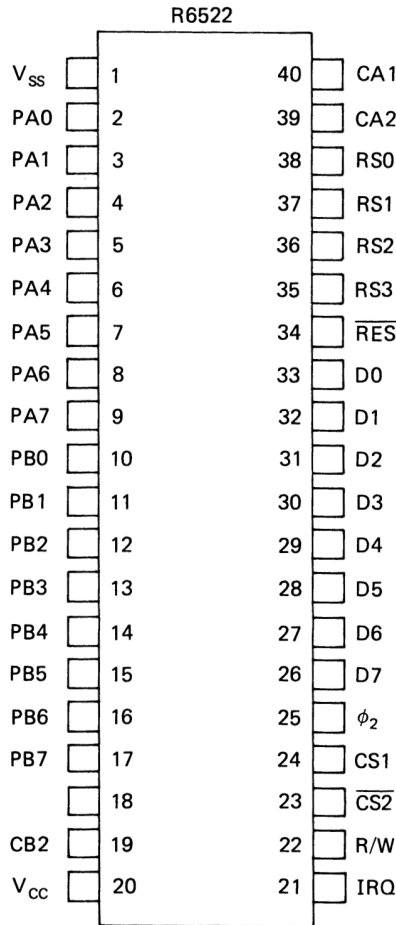 R6522
V_SS 1 40 CA1
PA0 2 39 CA2
PA1 3 38 RS0
PA2 4 37 RS1
PA3 5 36 RS2
PA4 6 35 RS3
PA5 7 34 R̅E̅S̅
PA6 8 33 D0
PA7 9 32 D1
PB0 10 31 D2
PB1 11 30 D3
PB2 12 29 D4
PB3 13 28 D5
PB4 14 27 D6
PB5 15 26 D7
PB6 16 25 ϕ₂
PB7 17 24 CS1
18 23 C̅S̅2̅
CB2 19 22 R/W
V_CC 20 21 IRQ